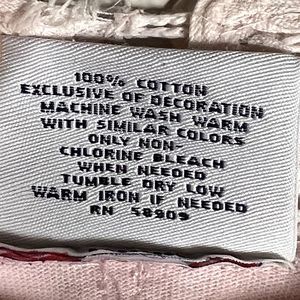 100% COTTON
EXCLUSIVE OF DECORATION
MACHINE WASH WARM
WITH SIMILAR COLORS
ONLY NON-
CHLORINE BLEACH
WHEN NEEDED
TUMBLE DRY LOW
WARM IRON IF NEEDED
RN 58909